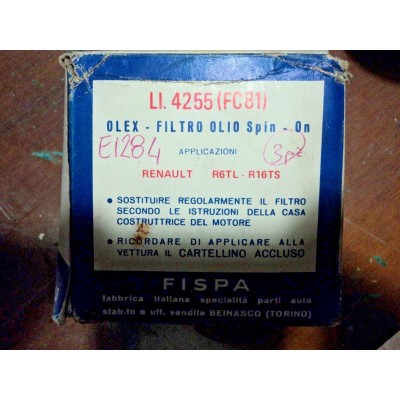 LI. 4255 (FC81)
OLEX - FILTRO OLIO Spin - On
E1284
APPLICAZIONI
(3pz)
RENAULT R6TL - R16TS
• SOSTITUIRE REGOLARMENTE IL FILTRO
SECONDO LE ISTRUZIONI DELLA CASA
COSTRUTTRICE DEL MOTORE
• RICORDARE DI APPLICARE ALLA
VETTURA IL CARTELLINO ACCLUSO
FISPA
fabbrica italiana specialità parti auto
stab.to e uff. vendite BEINASCO (TORINO)